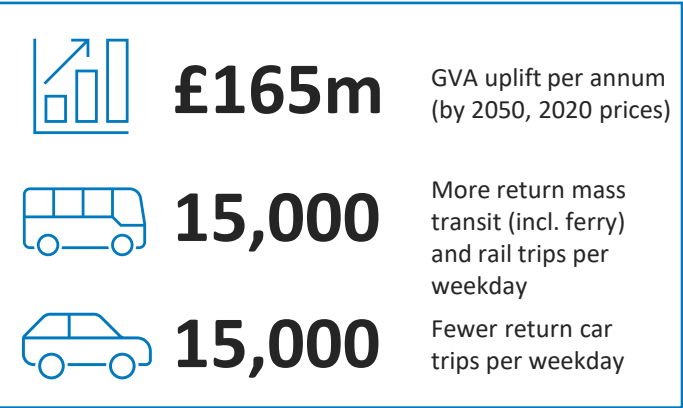 £165m
GVA uplift per annum
(by 2050, 2020 prices)
15,000
More return mass
transit (incl. ferry)
and rail trips per
weekday
15,000
Fewer return car
trips per weekday